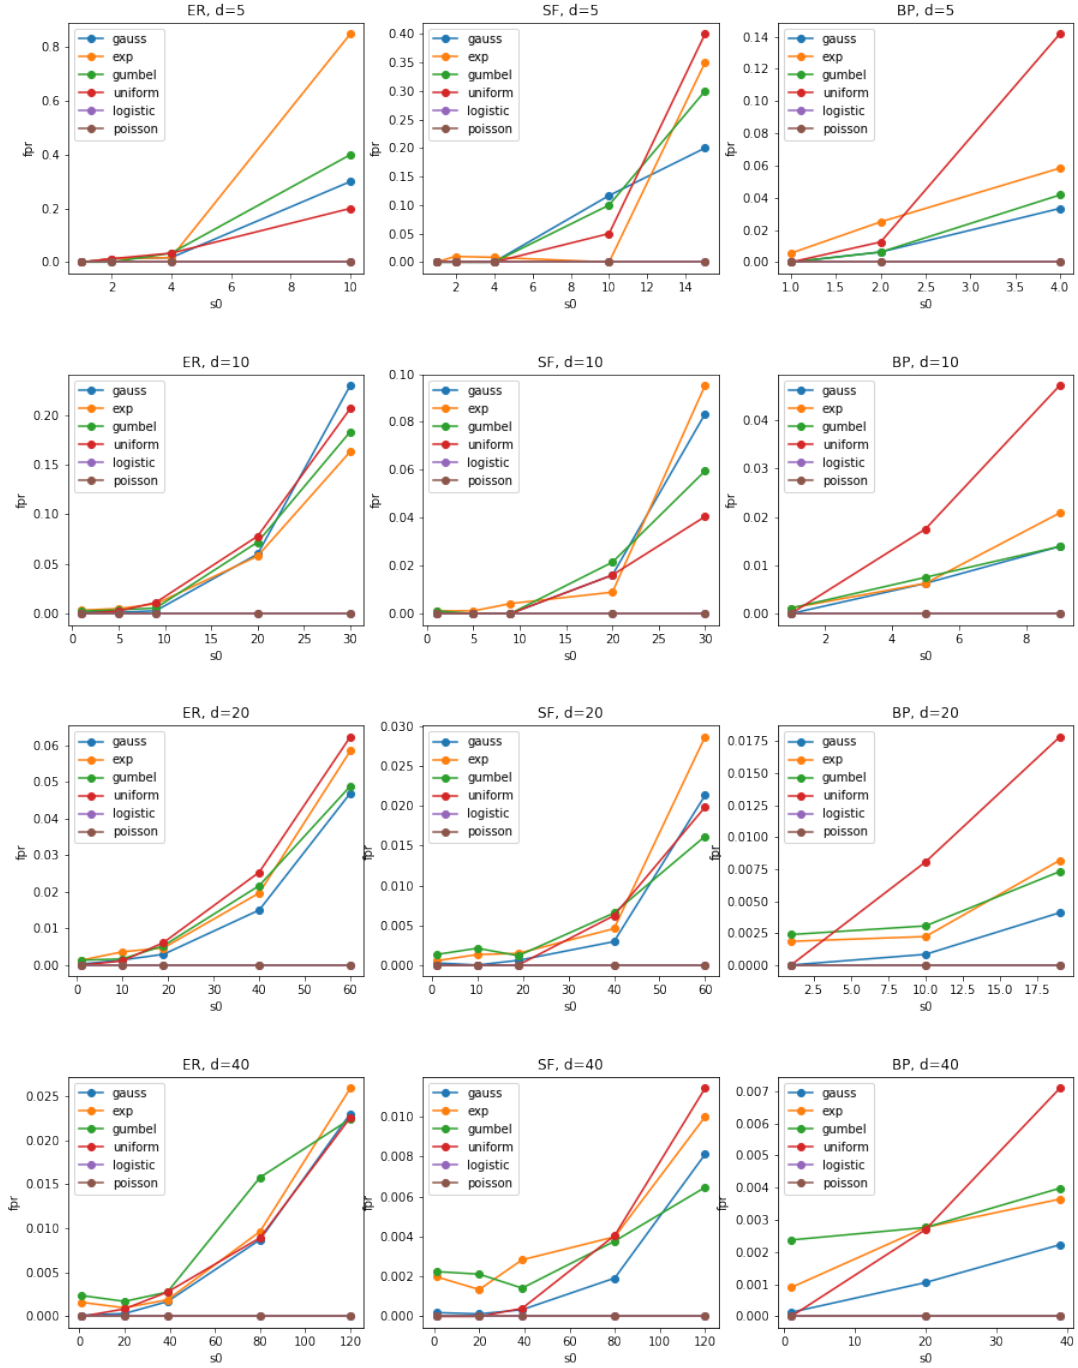 ER, d=5
0.8
0.6
0.4
0.2
0.0
fpr
gauss
exp
gumbel
uniform
logistic
poisson
2 4 6 8 10
s0
SF, d=5
0.40
0.35
0.30
0.25
0.20
0.15
0.10
0.05
0.00
fpr
gauss
exp
gumbel
uniform
logistic
poisson
2 4 6 8 10 12 14
s0
BP, d=5
0.14
0.12
0.10
0.08
0.06
0.04
0.02
0.00
fpr
gauss
exp
gumbel
uniform
logistic
poisson
1.0 1.5 2.0 2.5 3.0 3.5 4.0
s0
ER, d=10
0.20
0.15
0.10
0.05
0.00
fpr
gauss
exp
gumbel
uniform
logistic
poisson
0 5 10 15 20 25 30
s0
SF, d=10
0.10
0.08
0.06
0.04
0.02
0.00
fpr
gauss
exp
gumbel
uniform
logistic
poisson
0 5 10 15 20 25 30
s0
BP, d=10
0.04
0.03
0.02
0.01
0.00
fpr
gauss
exp
gumbel
uniform
logistic
poisson
2 4 6 8
s0
ER, d=20
0.06
0.05
0.04
0.03
0.02
0.01
0.00
fpr
gauss
exp
gumbel
uniform
logistic
poisson
0 10 20 30 40 50 60
s0
SF, d=20
0.030
0.025
0.020
0.015
0.010
0.005
0.000
fpr
gauss
exp
gumbel
uniform
logistic
poisson
0 10 20 30 40 50 60
s0
BP, d=20
0.0175
0.0150
0.0125
0.0100
0.0075
0.0050
0.0025
0.0000
fpr
gauss
exp
gumbel
uniform
logistic
poisson
2.5 5.0 7.5 10.0 12.5 15.0 17.5
s0
ER, d=40
0.025
0.020
0.015
0.010
0.005
0.000
fpr
gauss
exp
gumbel
uniform
logistic
poisson
0 20 40 60 80 100 120
s0
SF, d=40
0.010
0.008
0.006
0.004
0.002
0.000
fpr
gauss
exp
gumbel
uniform
logistic
poisson
0 20 40 60 80 100 120
s0
BP, d=40
0.007
0.006
0.005
0.004
0.003
0.002
0.001
0.000
fpr
gauss
exp
gumbel
uniform
logistic
poisson
0 10 20 30 40
s0